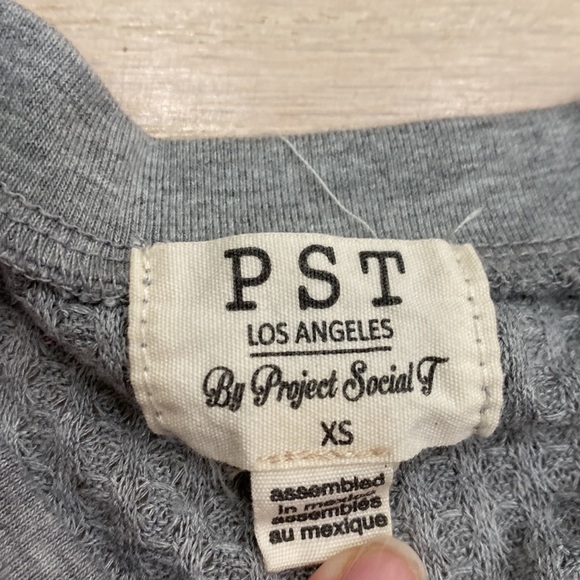 PST
LOS ANGELES
By Project Social T
XS
assembled
in mexico
assemblés
au mexique